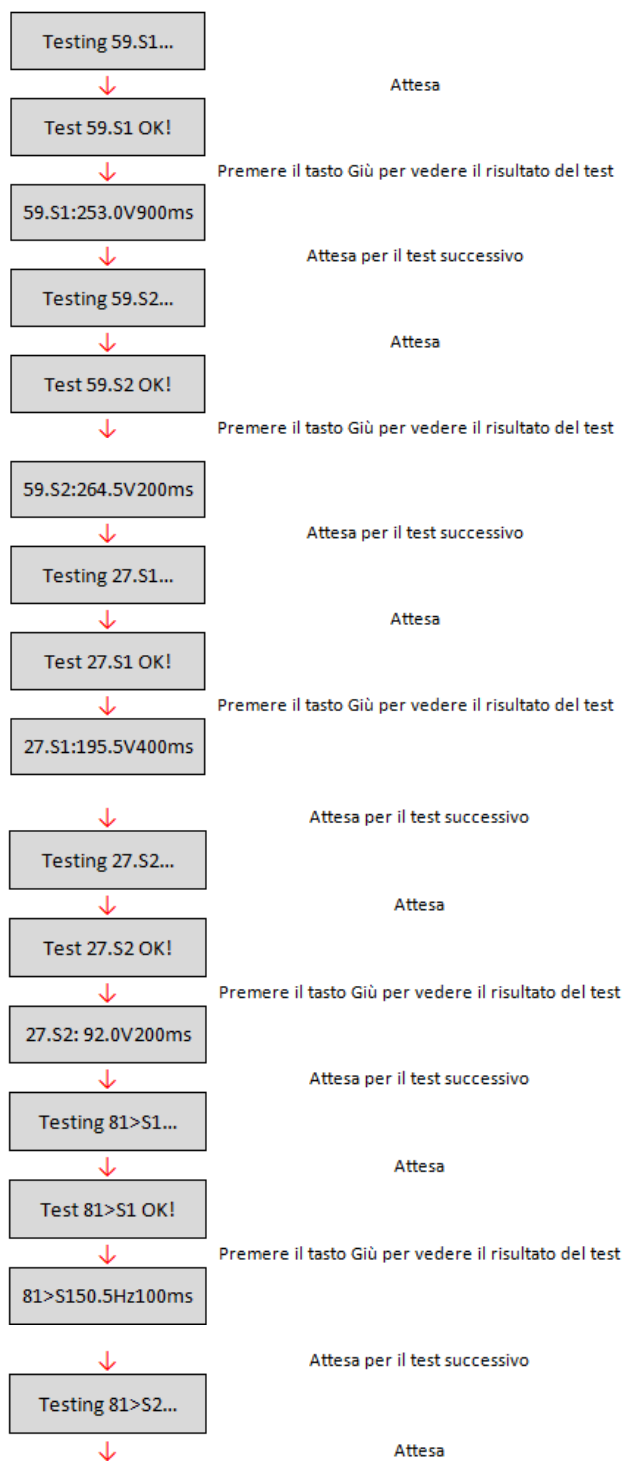 Testing 59.S1...
Attesa
Test 59.S1 OK!
Premere il tasto Giù per vedere il risultato del test
59.S1:253.0V900ms
Attesa per il test successivo
Testing 59.S2...
Attesa
Test 59.S2 OK!
Premere il tasto Giù per vedere il risultato del test
59.S2:264.5V200ms
Attesa per il test successivo
Testing 27.S1...
Attesa
Test 27.S1 OK!
Premere il tasto Giù per vedere il risultato del test
27.S1:195.5V400ms
Attesa per il test successivo
Testing 27.S2...
Attesa
Test 27.S2 OK!
Premere il tasto Giù per vedere il risultato del test
27.S2: 92.0V200ms
Attesa per il test successivo
Testing 81>S1...
Attesa
Test 81>S1 OK!
Premere il tasto Giù per vedere il risultato del test
81>S150.5Hz100ms
Attesa per il test successivo
Testing 81>S2...
Attesa